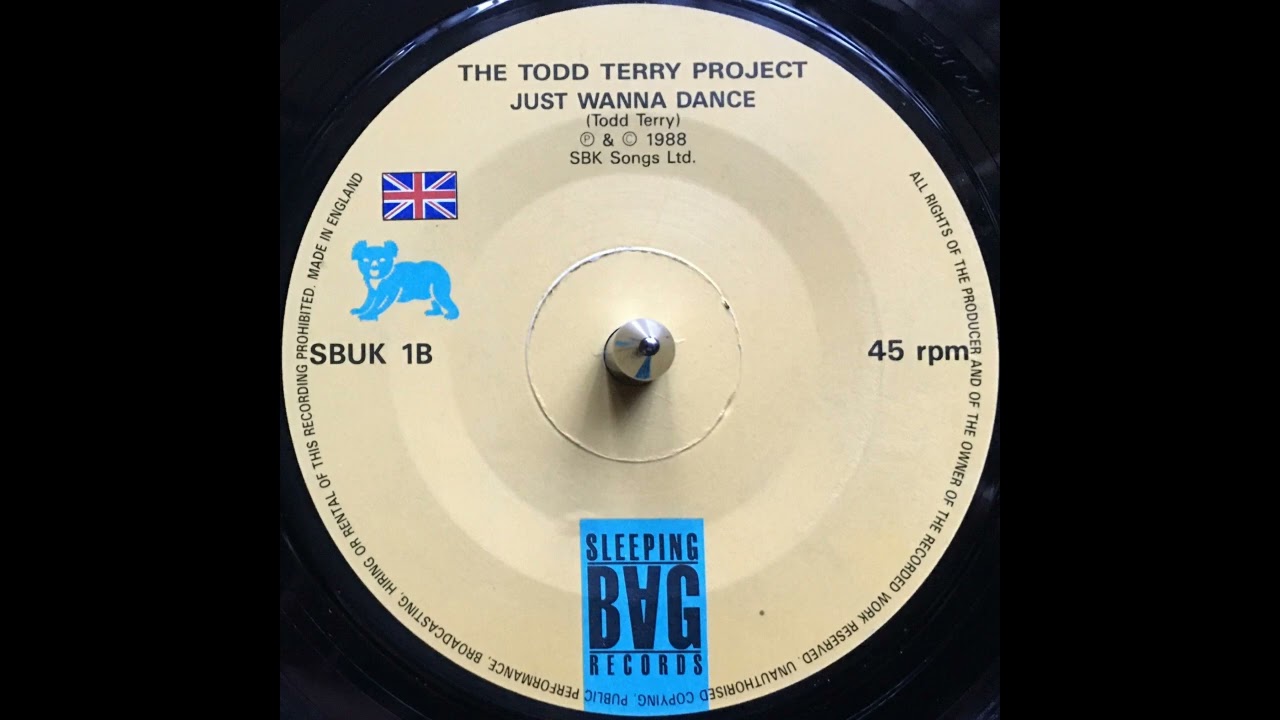 THE TODD TERRY PROJECT
JUST WANNA DANCE
(Todd Terry)
℗ & © 1988
SBK Songs Ltd.
SBUK 1B
45 rpm
ALL RIGHTS OF THE PRODUCER AND OF THE OWNER OF THE RECORDED WORK RESERVED. UNAUTHORISED COPYING, PUBLIC PERFORMANCE, BROADCASTING, HIRING OR RENTAL OF THIS RECORDING PROHIBITED. MADE IN ENGLAND
SLEEPING
BAG
RECORDS